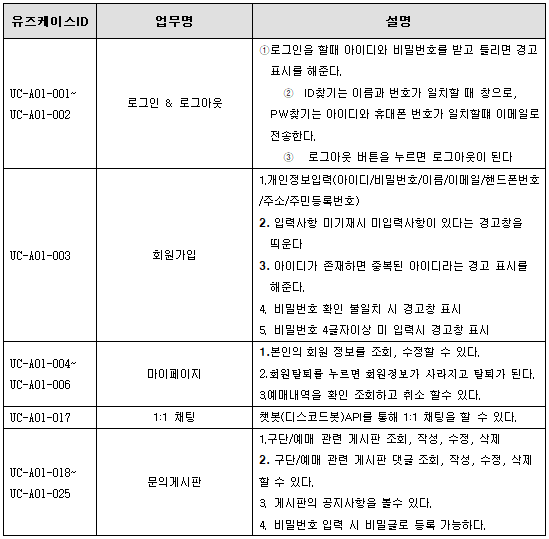 유즈케이스ID 업무명 설명
UC-A01-001~
UC-A01-002
로그인 & 로그아웃
①로그인을 할때 아이디와 비밀번호를 받고 틀리면 경고
표시를 해준다.
② ID찾기는 이름과 번호가 일치할 때 창으로,
PW찾기는 아이디와 휴대폰 번호가 일치할때 이메일로
전송한다.
③ 로그아웃 버튼을 누르면 로그아웃이 된다
UC-A01-003
회원가입
1.개인정보입력(아이디/비밀번호/이름/이메일/핸드폰번호
/주소/주민등록번호)
2. 입력사항 미기재시 미입력사항이 있다는 경고창을
띄운다
3. 아이디가 존재하면 중복된 아이디라는 경고 표시를
해준다.
4. 비밀번호 확인 불일치 시 경고창 표시
5. 비밀번호 4글자이상 미 입력시 경고창 표시
UC-A01-004~
UC-A01-006
마이페이지
1.본인의 회원 정보를 조회, 수정할 수 있다.
2.회원탈퇴를 누르면 회원정보가 사라지고 탈퇴가 된다.
3.예매내역을 확인 조회하고 취소 할수 있다.
UC-A01-017
1:1 채팅
챗봇(디스코드봇)API를 통해 1:1 채팅을 할 수 있다.
UC-A01-018~
UC-A01-025
문의게시판
1.구단/예매 관련 게시판 조회, 작성, 수정, 삭제
2. 구단/예매 관련 게시판 댓글 조회, 작성, 수정, 삭제
할 수 있다.
3. 게시판의 공지사항을 볼수 있다.
4. 비밀번호 입력 시 비밀글로 등록 가능하다.